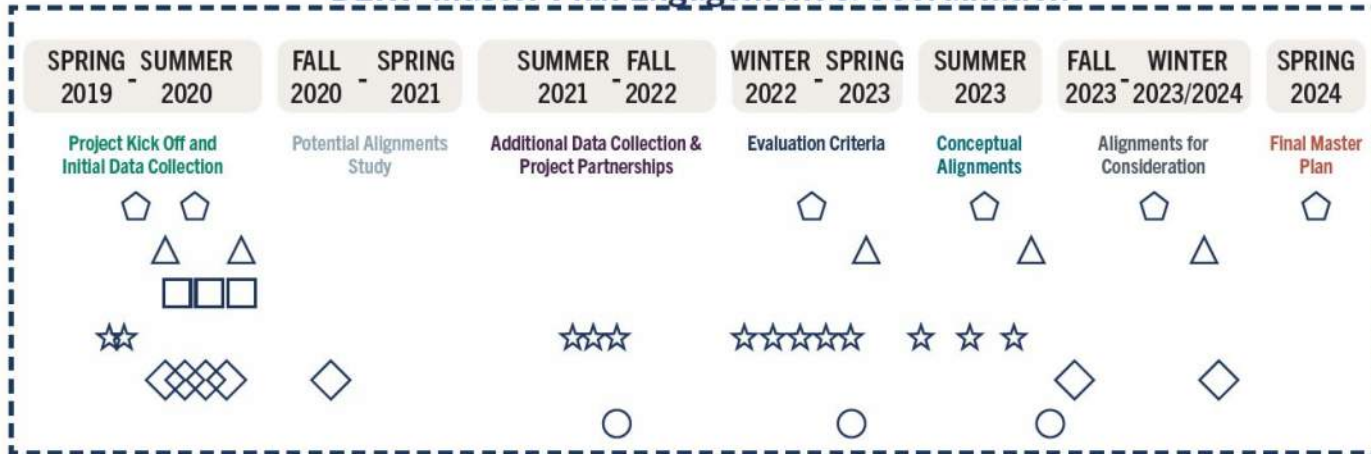 SPRING - SUMMER
2019 2020
FALL - SPRING
2020 2021
SUMMER - FALL
2021 2022
WINTER - SPRING
2022 2023
SUMMER
2023
FALL - WINTER
2023 2023/2024
SPRING
2024
Project Kick Off and
Initial Data Collection
Potential Alignments
Study
Additional Data Collection &
Project Partnerships
Evaluation Criteria
Conceptual
Alignments
Alignments for
Consideration
Final Master
Plan